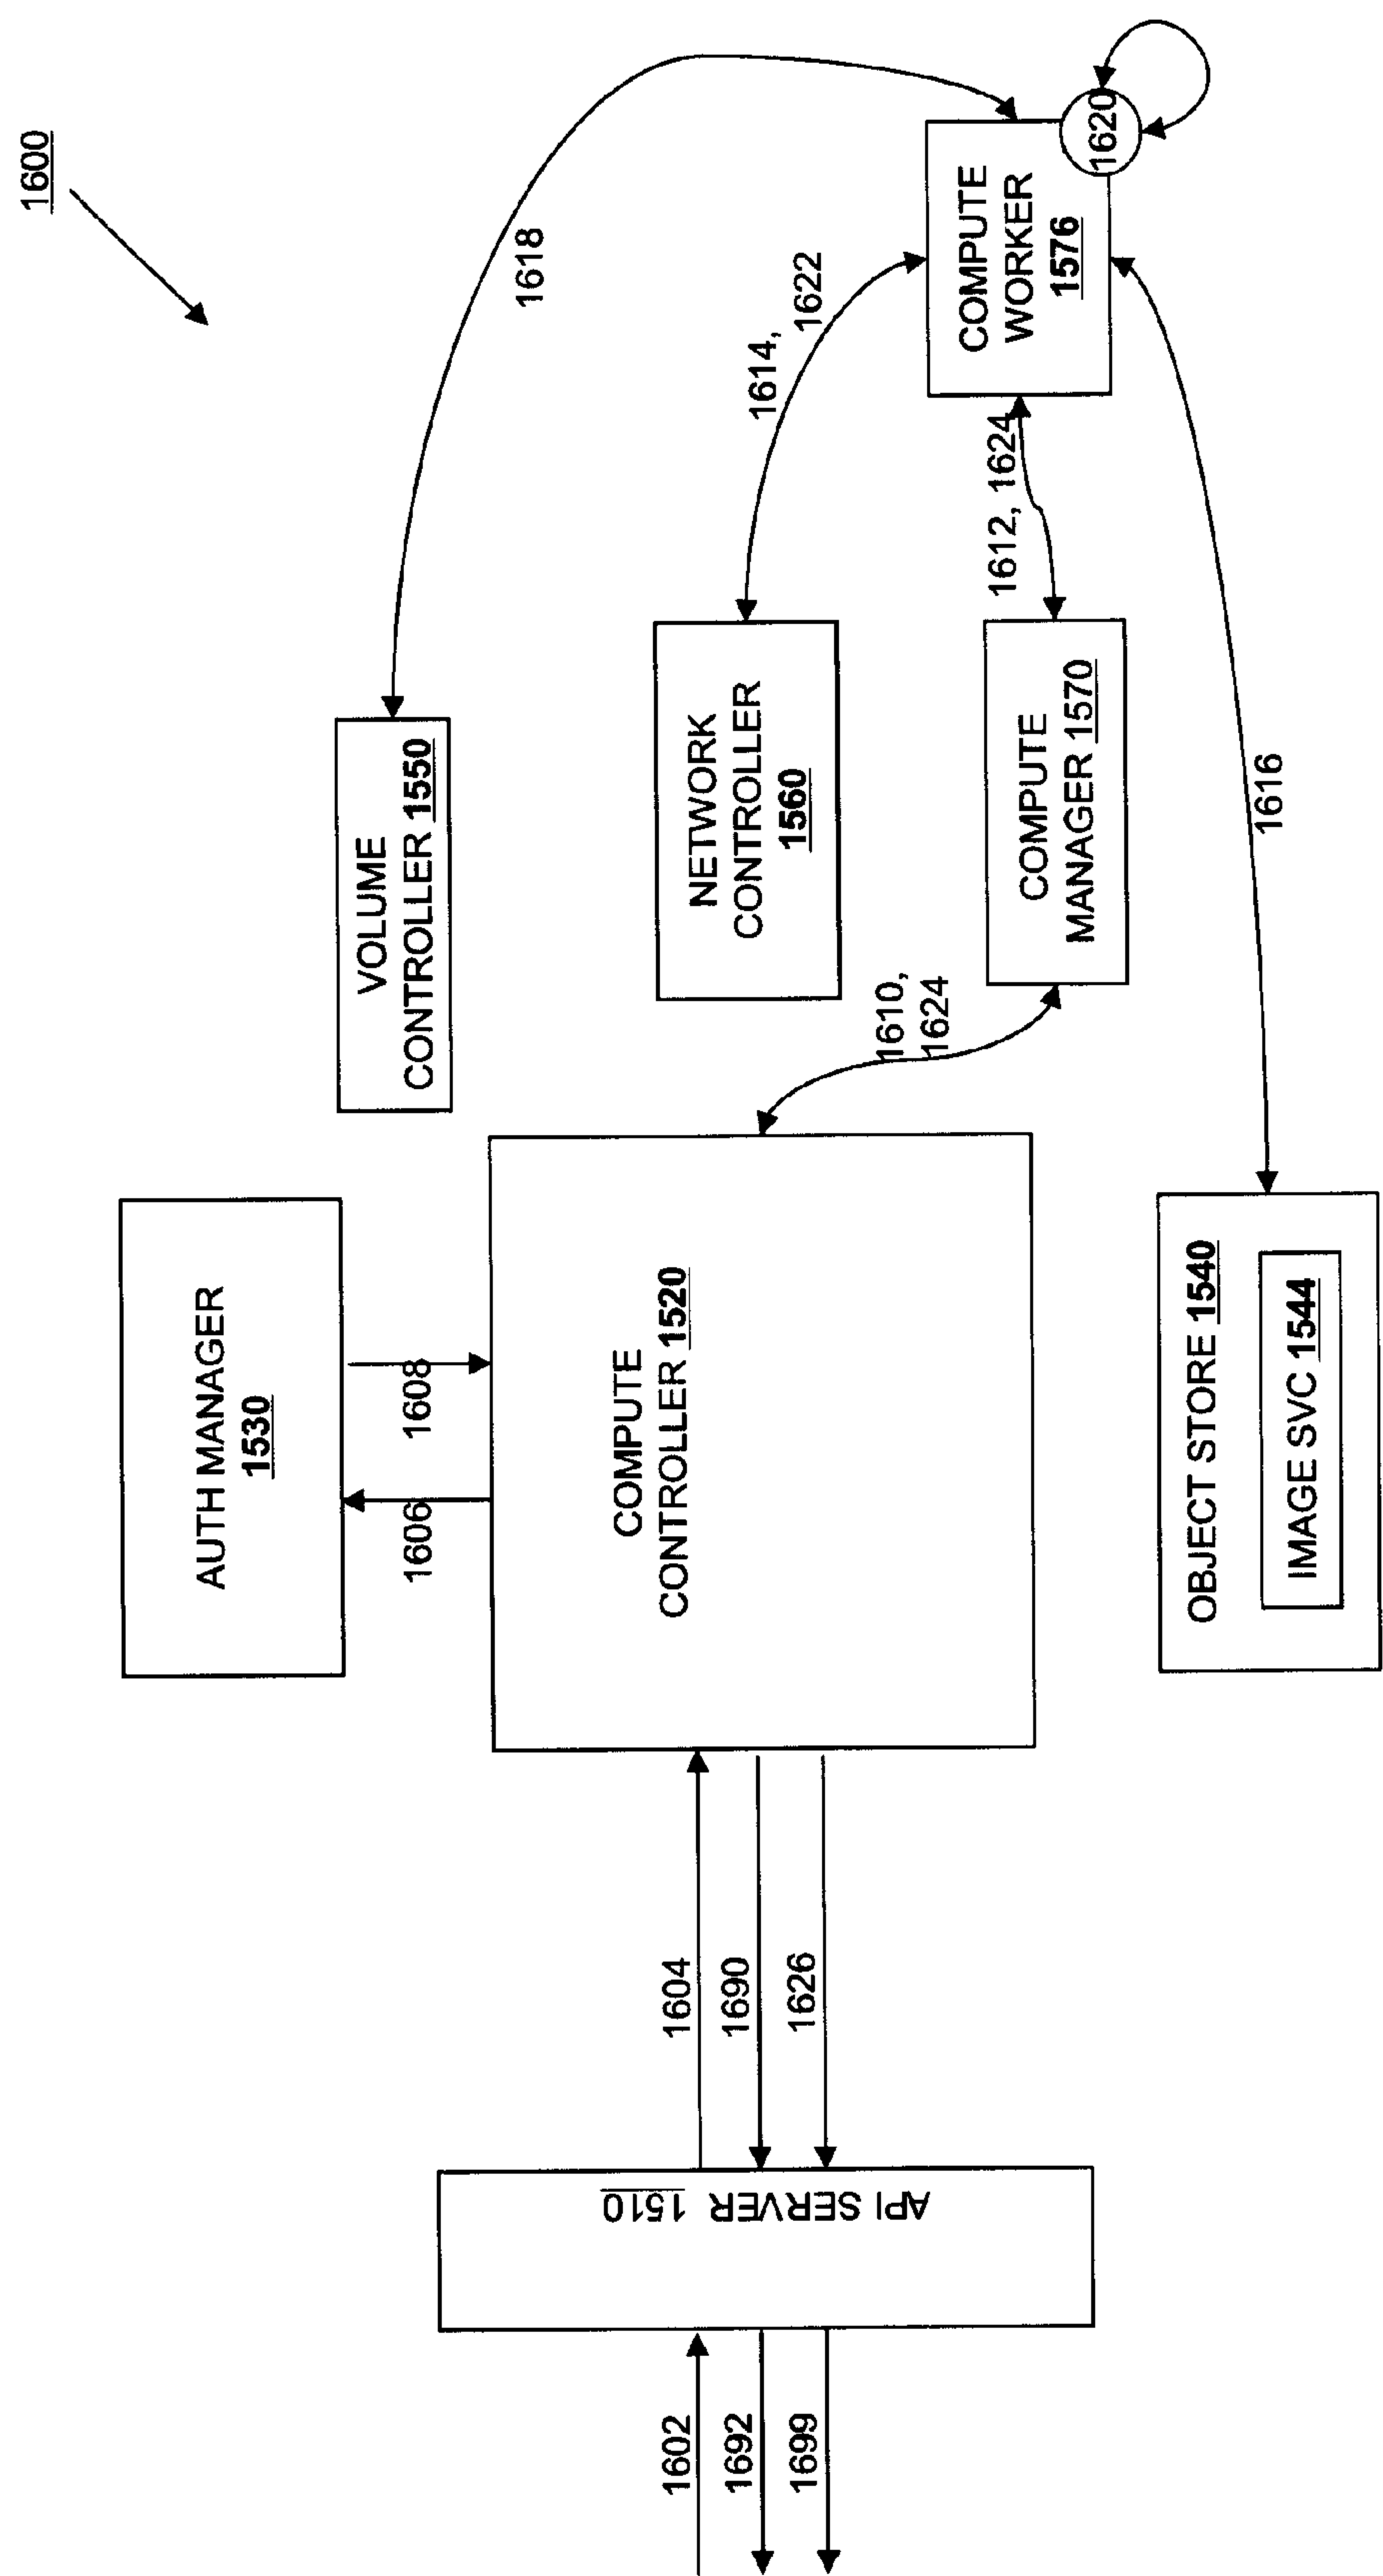 1600
AUTH MANAGER
1530
VOLUME
CONTROLLER 1550
1618
1606
1608
NETWORK
CONTROLLER
1560
1614,
1622
COMPUTE
WORKER
1576
1620
1602
1692
1699
API SERVER 1510
1604
1690
1626
COMPUTE
CONTROLLER 1520
1610,
1624
COMPUTE
MANAGER 1570
1612, 1624
OBJECT STORE 1540
IMAGE SVC 1544
1616